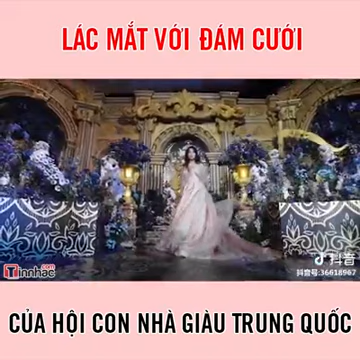 LÁC MẮT VỚI ĐÁM CƯỚI
抖音
抖音号:36618967
Tinnhac.com
CỦA HỘI CON NHÀ GIÀU TRUNG QUỐC